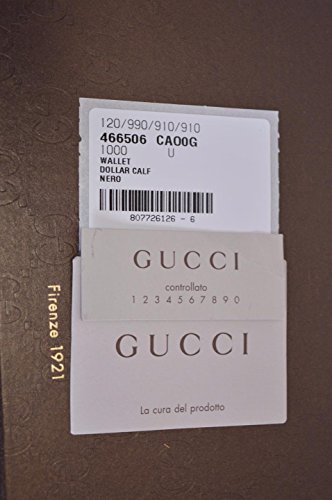 120/990/910/910
466506 CAO0G
1000 U
WALLET
DOLLAR CALF
NERO
807726126 - 6
GUCCI
controllato
1 2 3 4 5 6 7 8 9 0
GUCCI
La cura del prodotto
Firenze 1921